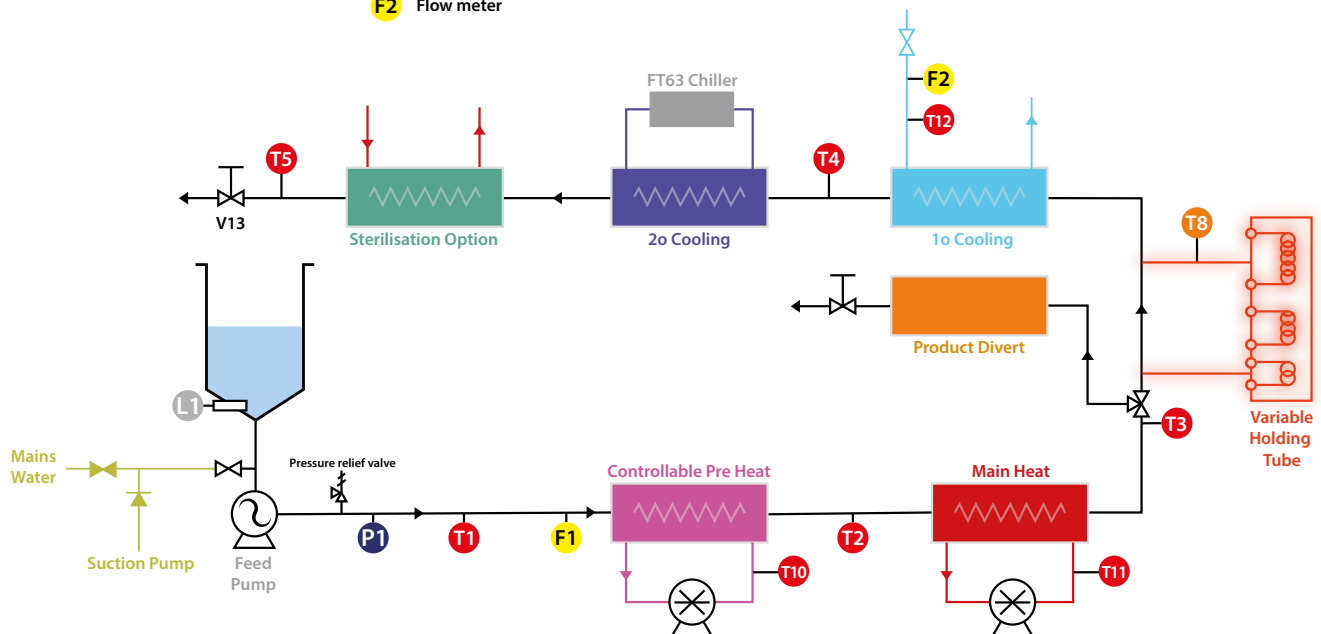 F2 Flow meter
FT63 Chiller
F2
T12
T5
T4
T8
V13
Sterilisation Option
2o Cooling
1o Cooling
Product Divert
L1
T3
Variable
Holding
Tube
Mains
Water
Pressure relief valve
Controllable Pre Heat
Main Heat
P1
T1
F1
T2
Suction Pump
Feed
Pump
T10
T11